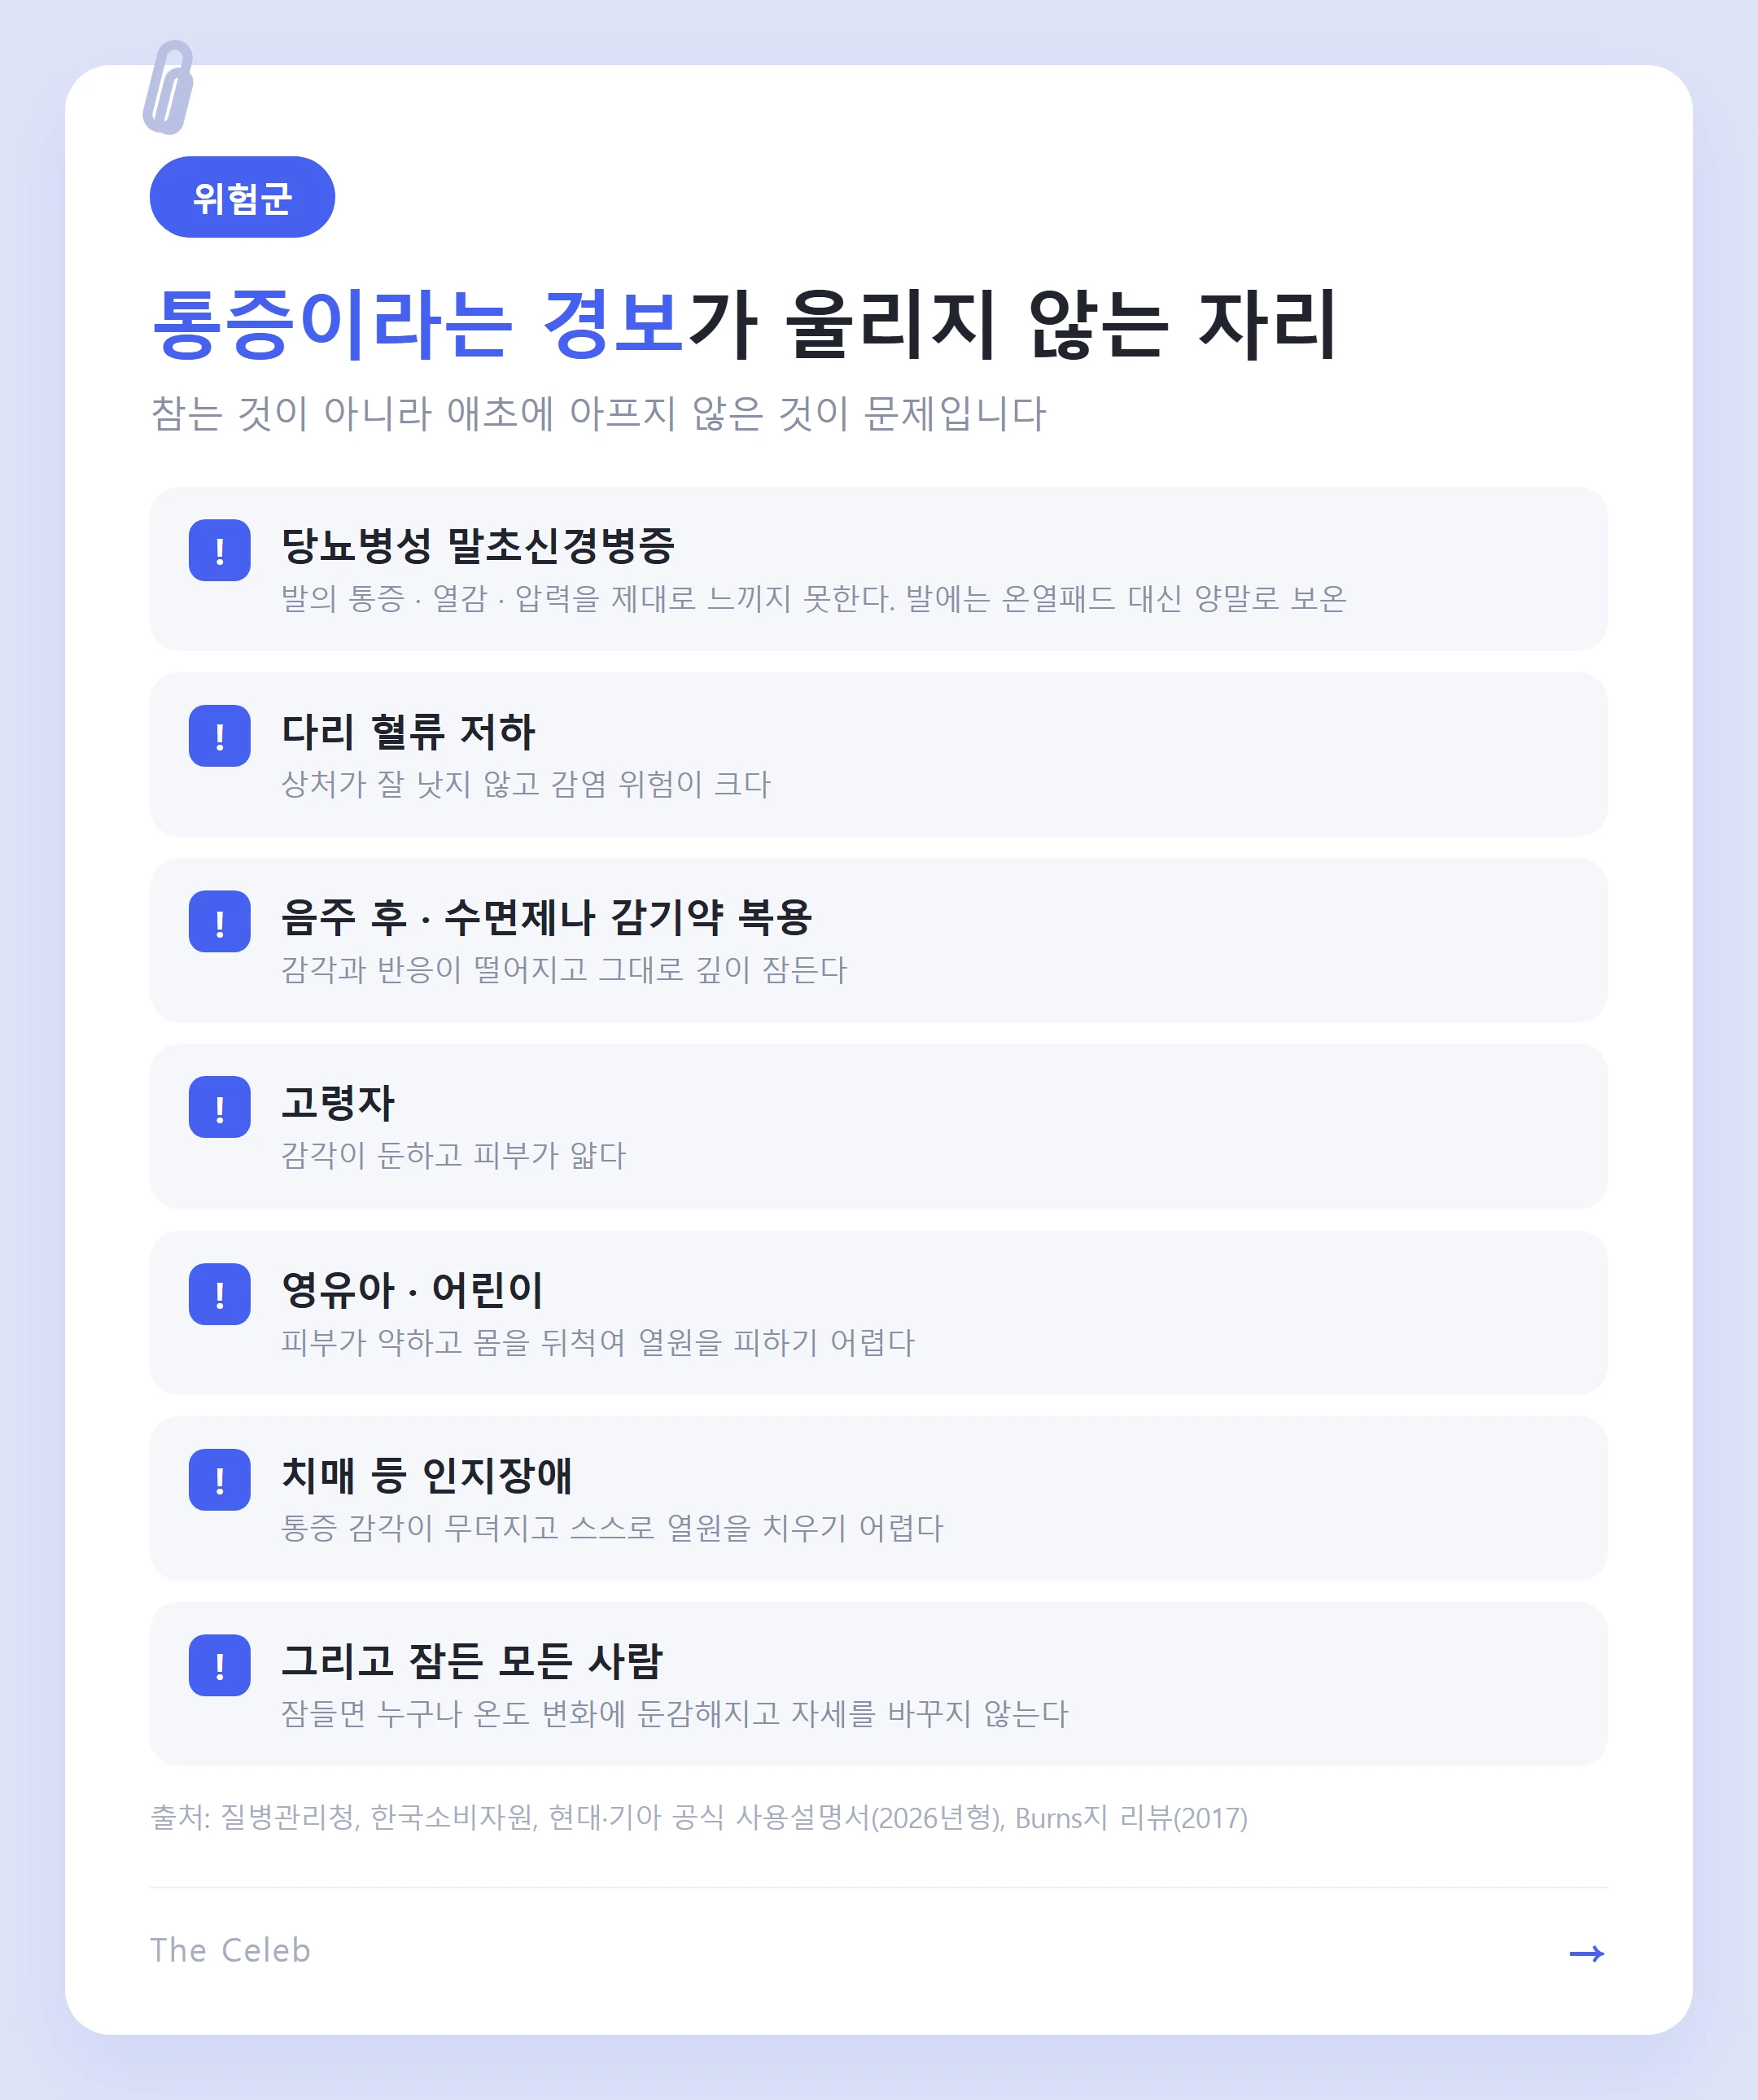 위험군
통증이라는 경보가 울리지 않는 자리
참는 것이 아니라 애초에 아프지 않은 것이 문제입니다
!
당뇨병성 말초신경병증
발의 통증 · 열감 · 압력을 제대로 느끼지 못한다. 발에는 온열패드 대신 양말로 보온
!
다리 혈류 저하
상처가 잘 낫지 않고 감염 위험이 크다
!
음주 후 · 수면제나 감기약 복용
감각과 반응이 떨어지고 그대로 깊이 잠든다
!
고령자
감각이 둔하고 피부가 얇다
!
영유아 · 어린이
피부가 약하고 몸을 뒤척여 열원을 피하기 어렵다
!
치매 등 인지장애
통증 감각이 무뎌지고 스스로 열원을 치우기 어렵다
!
그리고 잠든 모든 사람
잠들면 누구나 온도 변화에 둔감해지고 자세를 바꾸지 않는다
출처: 질병관리청, 한국소비자원, 현대·기아 공식 사용설명서(2026년형), Burns지 리뷰(2017)
The Celeb →